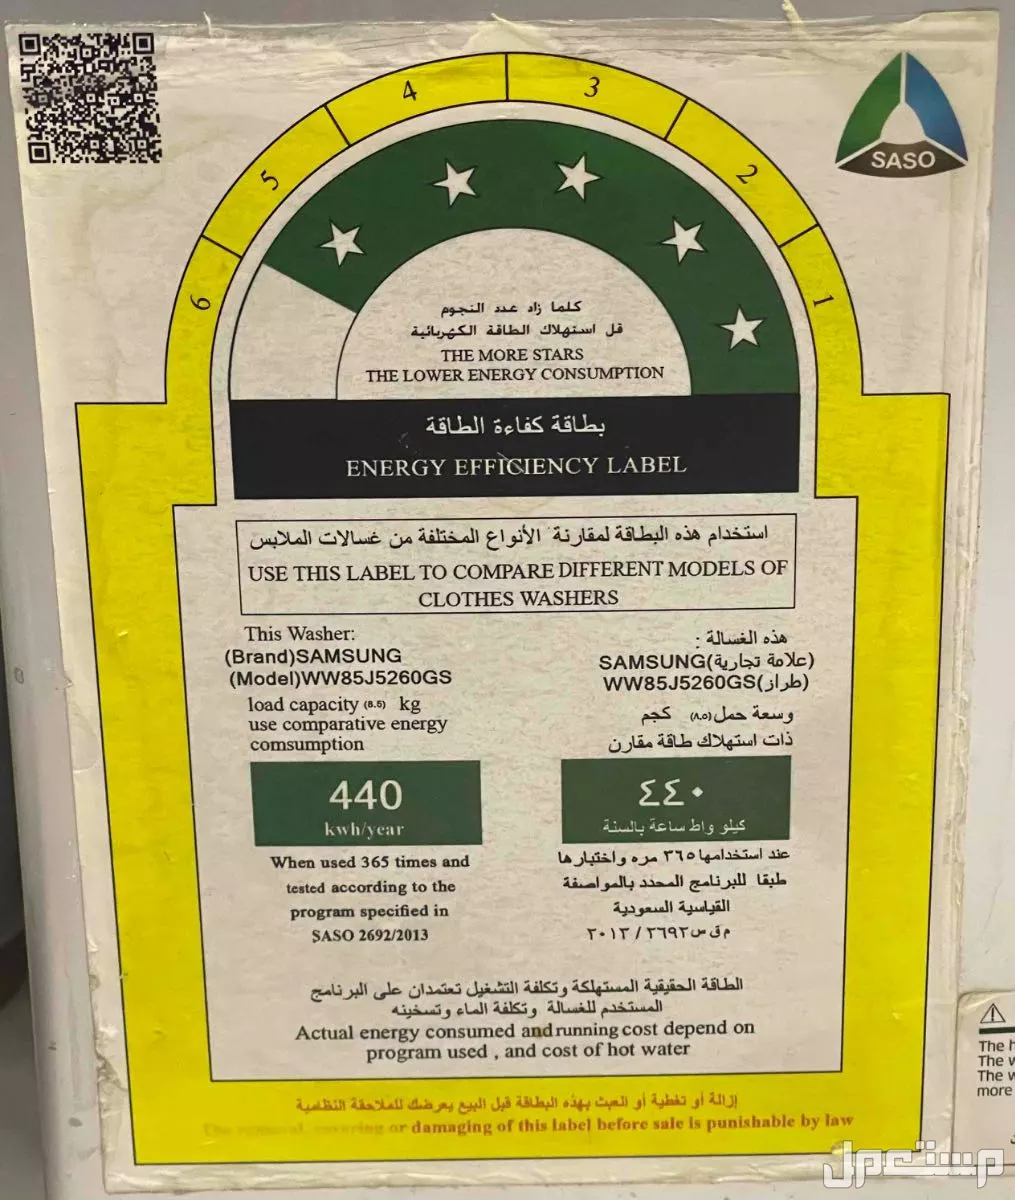 SASO
1
2
3
4
5
6
كلما زاد عدد النجوم
قل استهلاك الطاقة الكهربائية
THE MORE STARS
THE LOWER ENERGY CONSUMPTION
بطاقة كفاءة الطاقة
ENERGY EFFICIENCY LABEL
استخدام هذه البطاقة لمقارنة الأنواع المختلفة من غسالات الملابس
USE THIS LABEL TO COMPARE DIFFERENT MODELS OF
CLOTHES WASHERS
This Washer:
(Brand)SAMSUNG
(Model)WW85J5260GS
load capacity (8.5) kg
use comparative energy
comsumption
440
kwh/year
When used 365 times and
tested according to the
program specified in
SASO 2692/2013
هذه الغسالة :
(علامة تجارية)SAMSUNG
(طراز)WW85J5260GS
وسعة حمل (٨.٥) كجم
ذات استهلاك طاقة مقارن
٤٤٠
كيلو واط ساعة بالسنة
عند استخدامها ٣٦٥ مره واختبارها
طبقا للبرنامج المحدد بالمواصفة
القياسية السعودية
م ق س ٢٦٩٢ / ٢٠١٣
الطاقة الحقيقية المستهلكة وتكلفة التشغيل تعتمدان على البرنامج
المستخدم للغسالة وتكلفة الماء وتسخينه
Actual energy consumed and running cost depend on
program used , and cost of hot water
إزالة أو تغطية أو العبث بهذه البطاقة قبل البيع يعرضك للملاحقة النظامية
The removal, covering or damaging of this label before sale is punishable by law
The
The
The
more
مستعمل